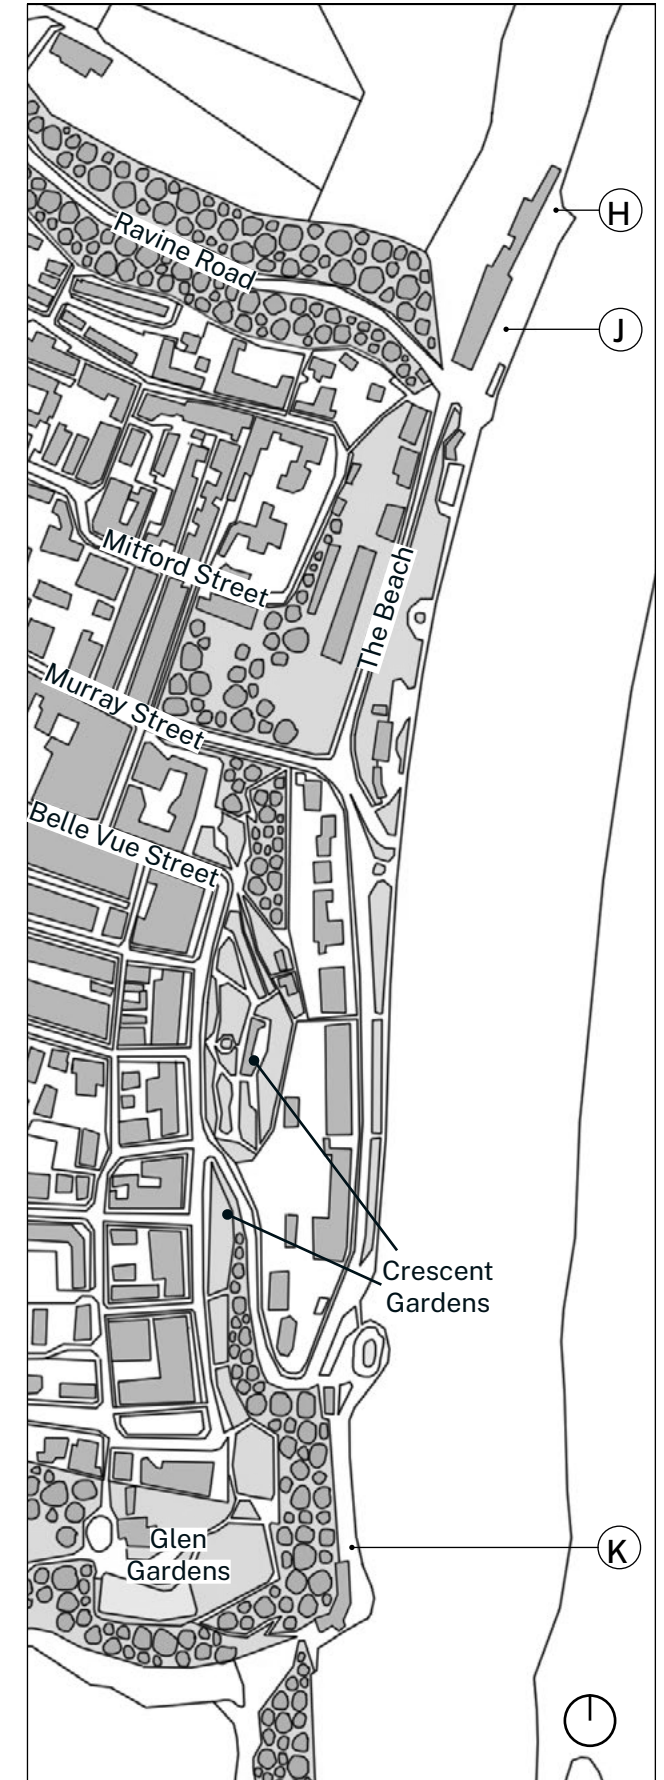 Ravine Road
H
J
Mitford Street
The Beach
Murray Street
Belle Vue Street
Crescent
Gardens
K
Glen
Gardens